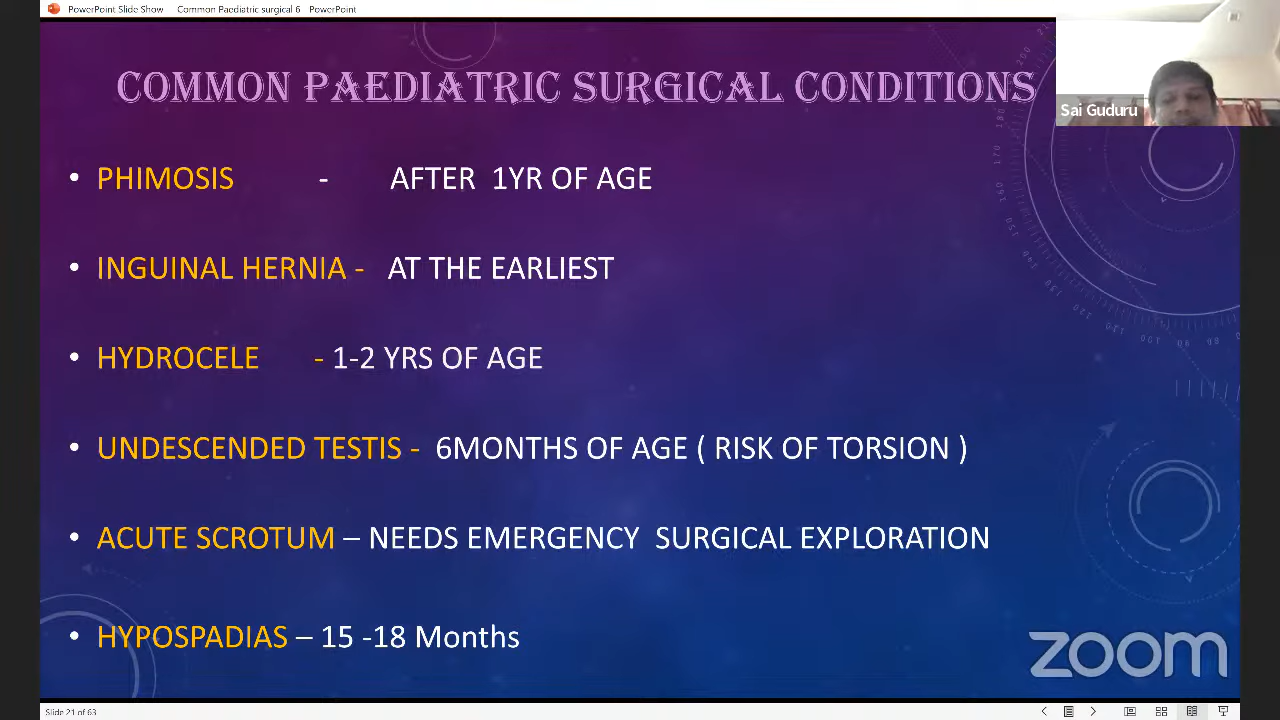 PowerPoint Slide Show    Common Paediatric surgical 6 - PowerPoint
COMMON PAEDIATRIC SURGICAL CONDITIONS
Sai Guduru
• PHIMOSIS - AFTER 1YR OF AGE
• INGUINAL HERNIA - AT THE EARLIEST
• HYDROCELE - 1-2 YRS OF AGE
• UNDESCENDED TESTIS - 6MONTHS OF AGE ( RISK OF TORSION )
• ACUTE SCROTUM – NEEDS EMERGENCY SURGICAL EXPLORATION
• HYPOSPADIAS – 15 -18 Months
zoom
Slide 21 of 63